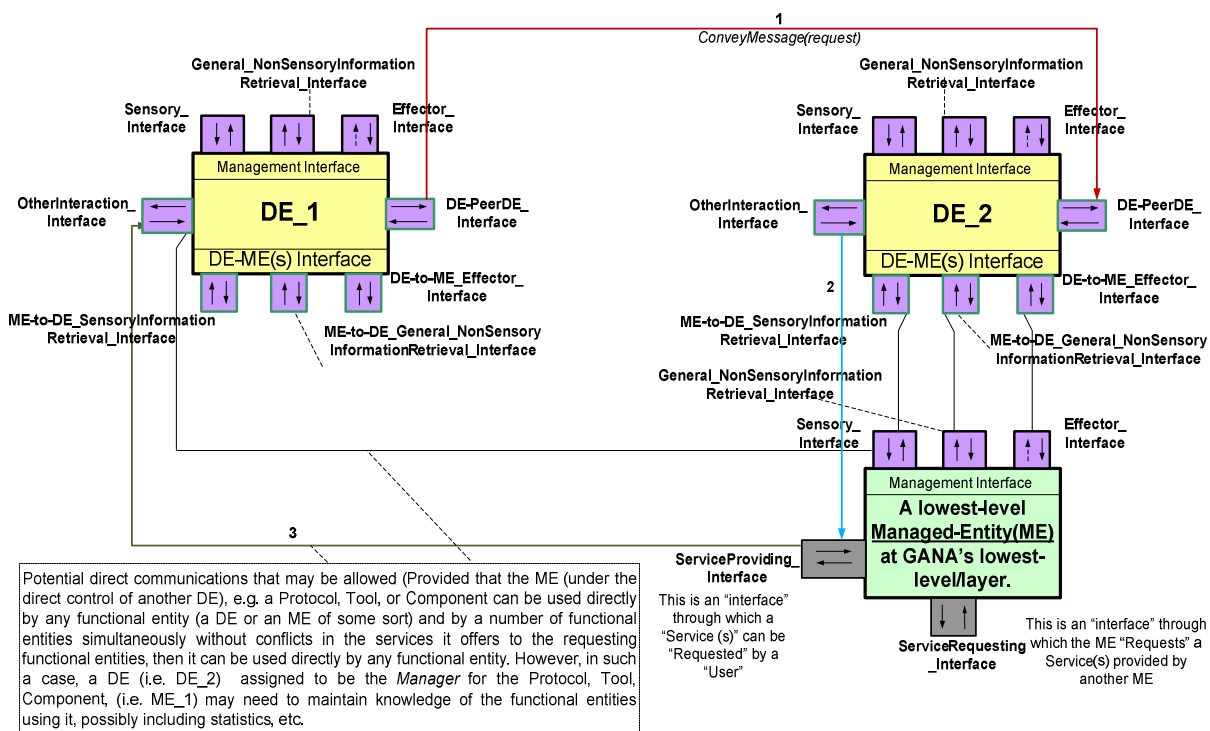 1
ConveyMessage(request)
General_NonSensoryInformation
Retrieval_Interface
Sensory_
Interface
Effector_
Interface
Management Interface
DE_1
OtherInteraction_
Interface
DE-PeerDE_
Interface
DE-ME(s) Interface
DE-to-ME_Effector_
Interface
ME-to-DE_SensoryInformation
Retrieval_Interface
ME-to-DE_General_NonSensory
InformationRetrieval_Interface
General_NonSensoryInformation
Retrieval_Interface
Sensory_
Interface
Effector_
Interface
Management Interface
DE_2
OtherInteraction_
Interface
DE-PeerDE_
Interface
DE-ME(s) Interface
DE-to-ME_Effector_
Interface
2
ME-to-DE_SensoryInformation
Retrieval_Interface
ME-to-DE_General_NonSensory
InformationRetrieval_Interface
General_NonSensoryInformation
Retrieval_Interface
Sensory_
Interface
Effector_
Interface
Management Interface
A lowest-level
Managed-Entity(ME)
at GANA's lowest-
level/layer.
3
ServiceProviding_
Interface
This is an “interface”
through which a
“Service (s)” can be
“Requested” by a
“User”
ServiceRequesting
_Interface
This is an “interface” through
which the ME “Requests” a
Service(s) provided by
another ME
Potential direct communications that may be allowed (Provided that the ME (under the
direct control of another DE), e.g. a Protocol, Tool, or Component can be used directly
by any functional entity (a DE or an ME of some sort) and by a number of functional
entities simultaneously without conflicts in the services it offers to the requesting
functional entities, then it can be used directly by any functional entity. However, in such
a case, a DE (i.e. DE_2) assigned to be the Manager for the Protocol, Tool,
Component, (i.e. ME_1) may need to maintain knowledge of the functional entities
using it, possibly including statistics, etc.